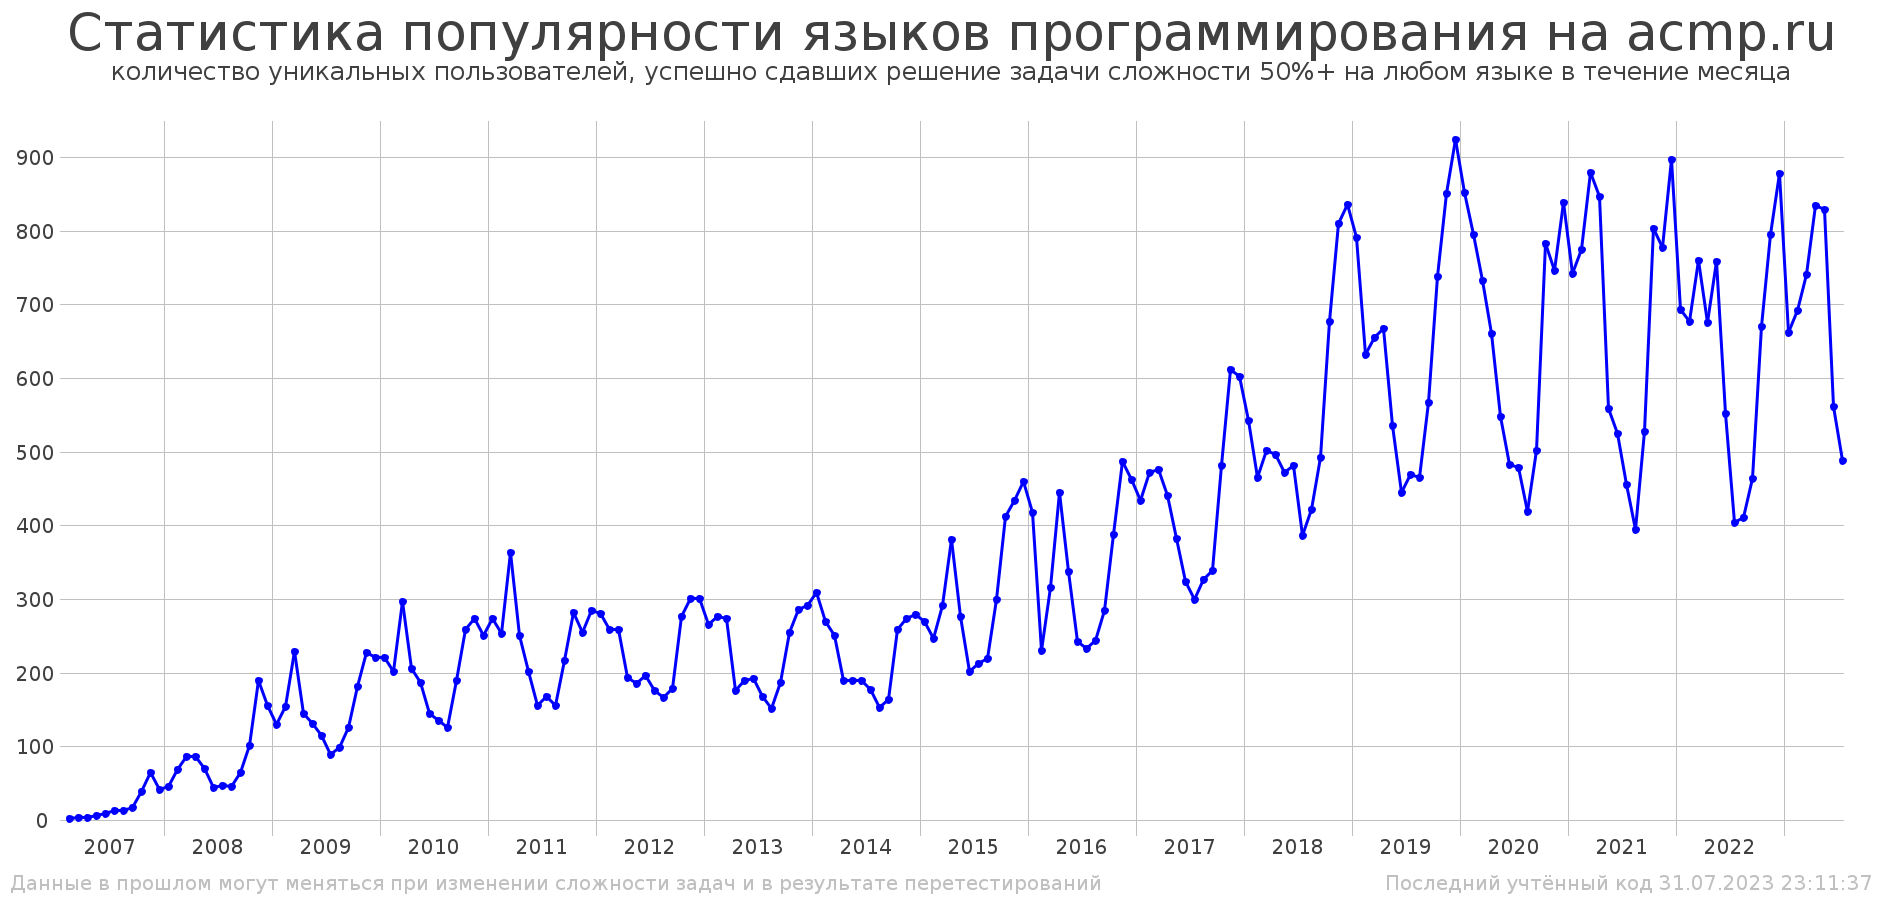 Статистика популярности языков программирования на acmp.ru
количество уникальных пользователей, успешно сдавших решение задачи сложности 50%+ на любом языке в течение месяца
900
800
700
600
500
400
300
200
100
0
2007 2008 2009 2010 2011 2012 2013 2014 2015 2016 2017 2018 2019 2020 2021 2022
Данные в прошлом могут меняться при изменении сложности задач и в результате перетестирований
Последний учтённый код 31.07.2023 23:11:37